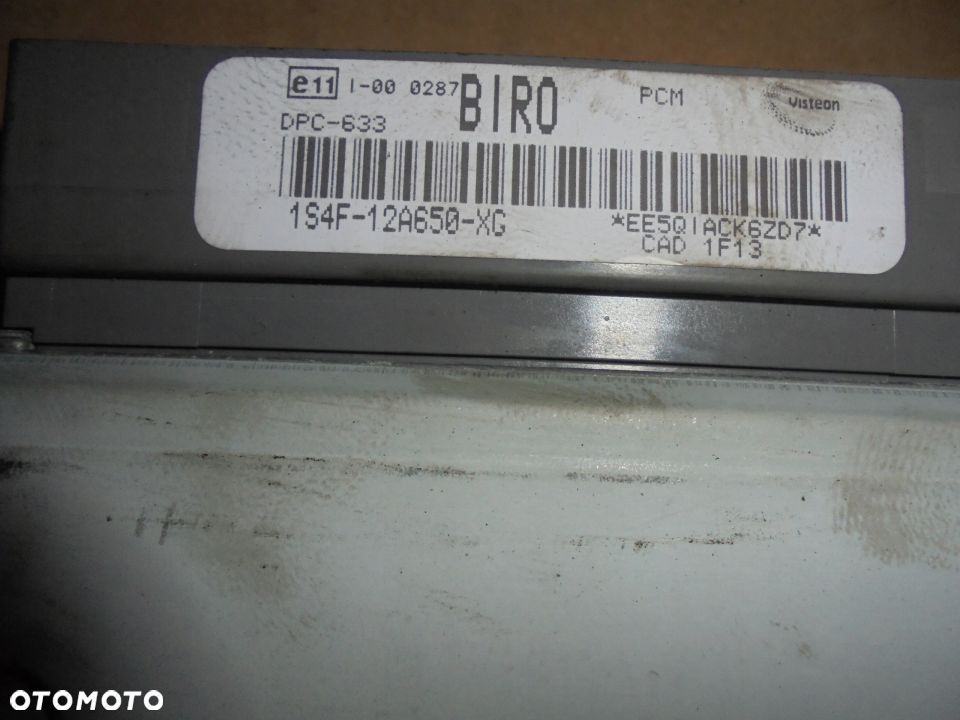 e11 I-00 0287 BIRO PCM Visteon
DPC-633
1S4F-12A650-XG *EE5QIACK6ZD7*
CAD 1F13
OTOMOTO